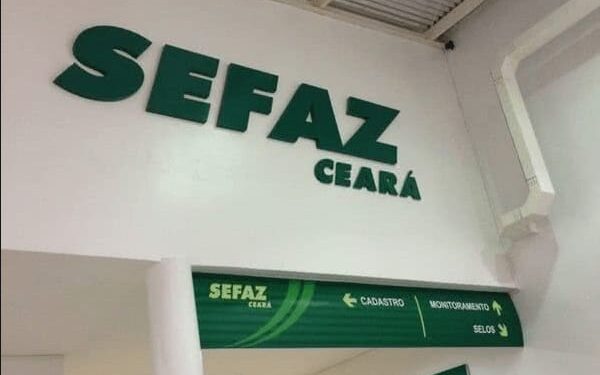 SEFAZ
CEARÁ
SEFAZ
CEARÁ
CADASTRO
MONITORAMENTO
SELOS